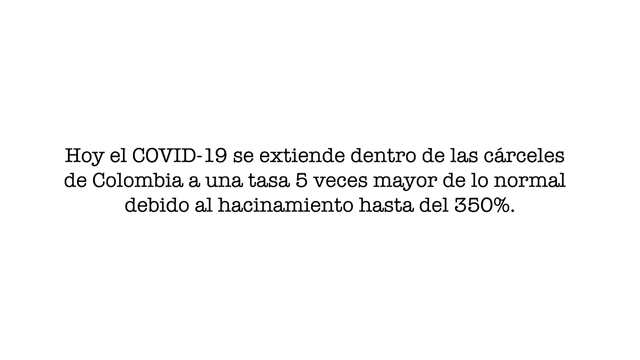 Hoy el COVID-19 se extiende dentro de las cárceles
de Colombia a una tasa 5 veces mayor de lo normal
debido al hacinamiento hasta del 350%.